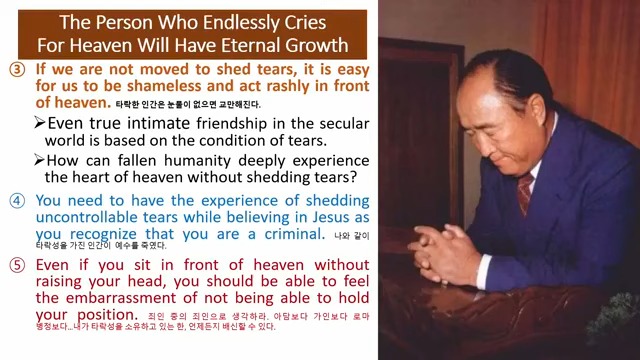 The Person Who Endlessly Cries
For Heaven Will Have Eternal Growth
③ If we are not moved to shed tears, it is easy
for us to be shameless and act rashly in front
of heaven. 타락한 인간은 눈물이 없으면 교만해진다.
➢Even true intimate friendship in the secular
world is based on the condition of tears.
➢How can fallen humanity deeply experience
the heart of heaven without shedding tears?
④ You need to have the experience of shedding
uncontrollable tears while believing in Jesus as
you recognize that you are a criminal. 나와 같이
타락성을 가진 인간이 예수를 죽였다.
⑤ Even if you sit in front of heaven without
raising your head, you should be able to feel
the embarrassment of not being able to hold
your position. 죄인 중의 죄인으로 생각하라. 아담보다 가인보다 로마
병정보다...내가 타락성을 소유하고 있는 한, 언제든지 배신할 수 있다.